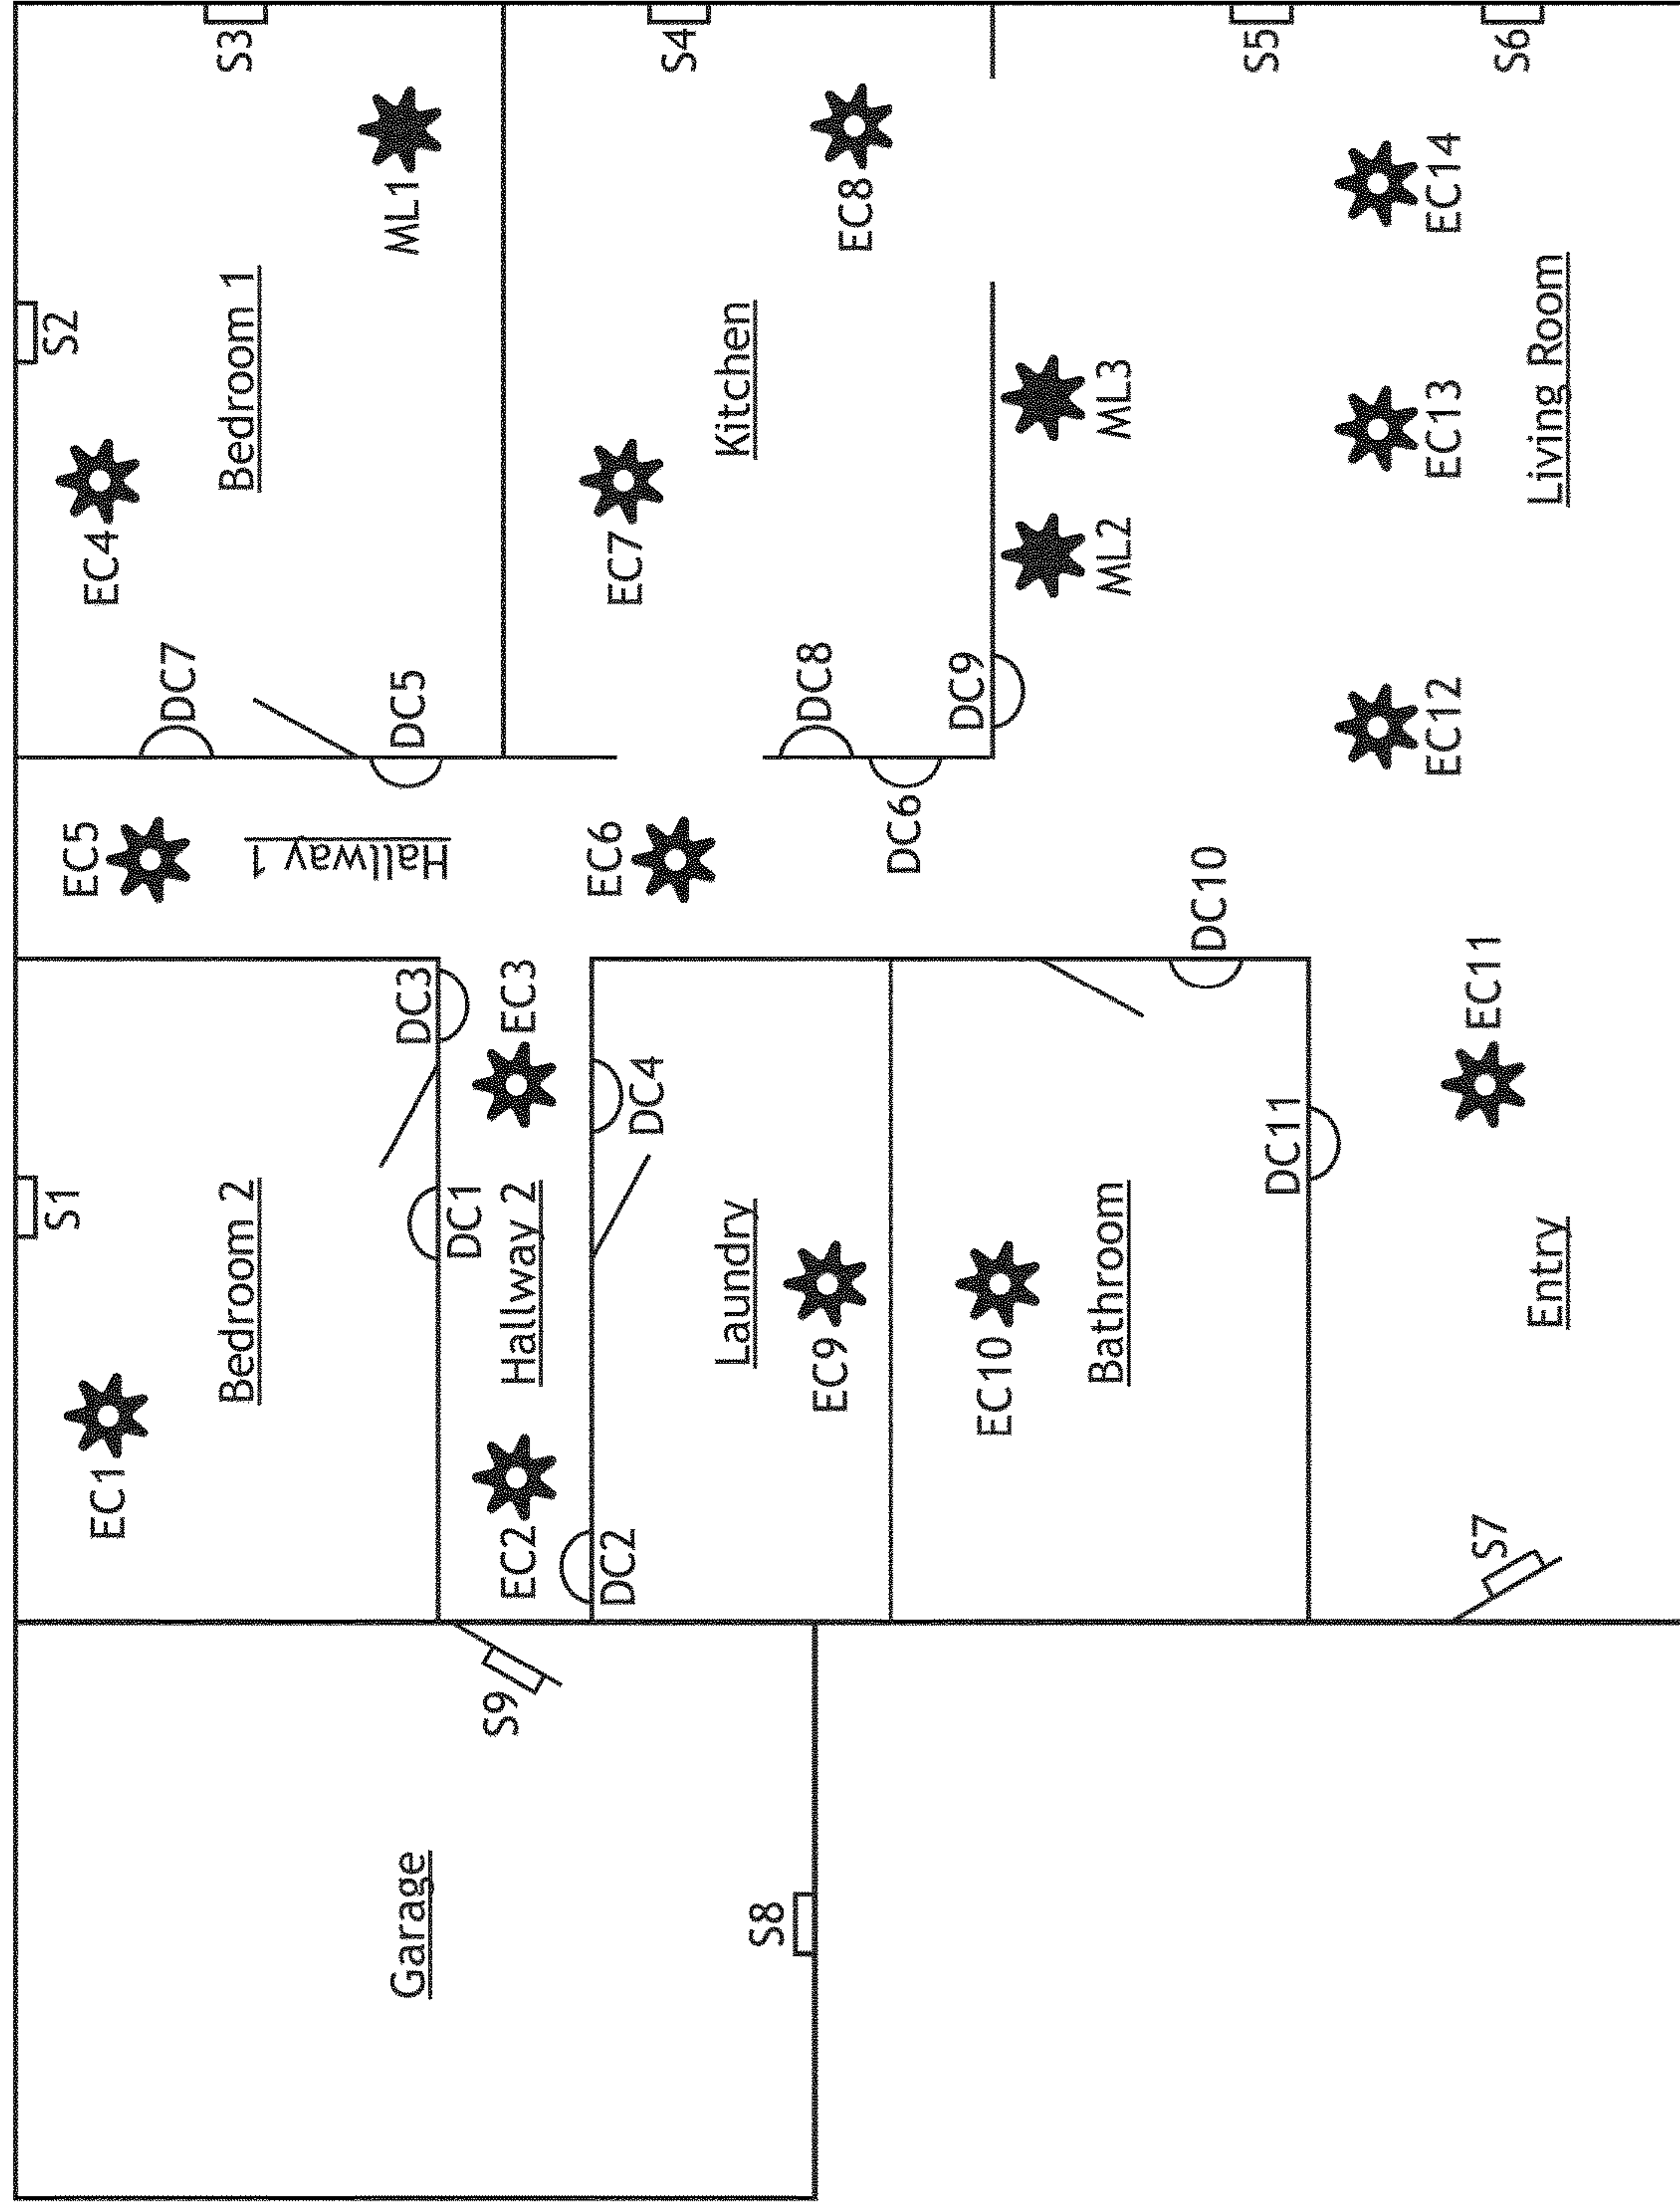 S1
S2
S3
EC1
EC4
EC5
DC7
Bedroom 2
Bedroom 1
Hallway 1
ML1
DC3
DC5
Garage
DC1
S9
EC2
Hallway 2
EC3
DC2
DC4
EC6
EC7
S4
Laundry
Kitchen
S8
EC9
DC8
EC8
DC6
DC9
EC10
Bathroom
ML2
ML3
DC10
DC11
S5
EC12
EC13
EC14
S7
EC11
S6
Entry
Living Room